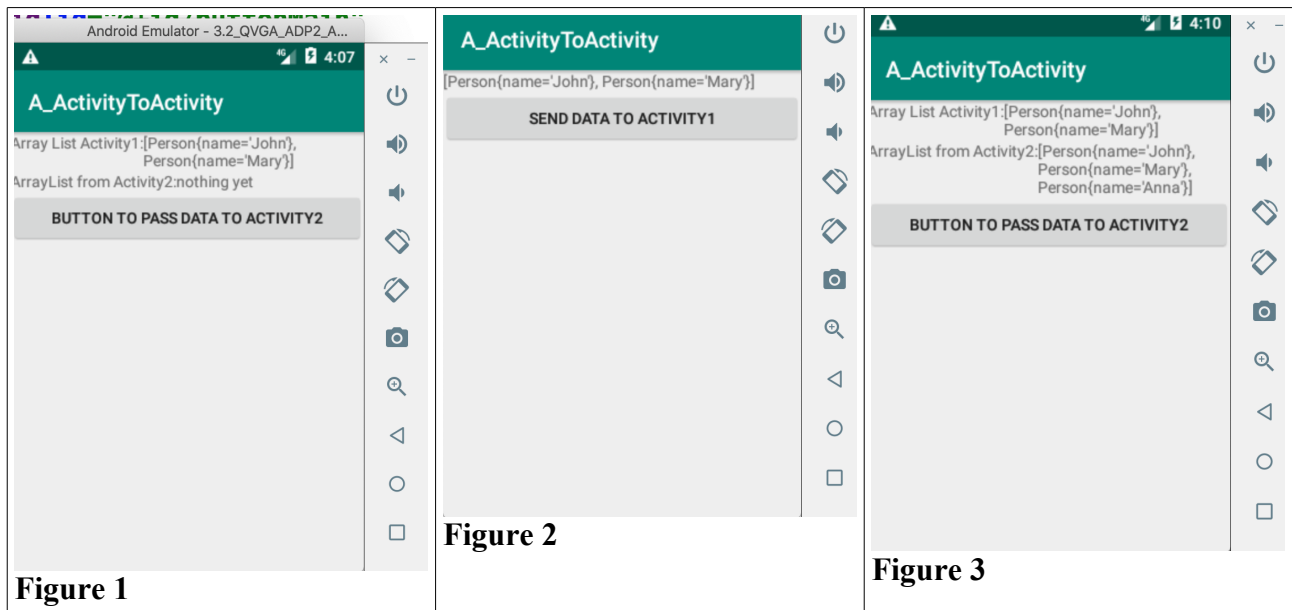 Android Emulator - 3.2_QVGA_ADP2_A...
4G 4:07
A_ActivityToActivity
Array List Activity1:[Person{name='John'},
Person{name='Mary'}]
ArrayList from Activity2:nothing yet
BUTTON TO PASS DATA TO ACTIVITY2
Figure 1
A_ActivityToActivity
[Person{name='John'}, Person{name='Mary'}]
SEND DATA TO ACTIVITY1
Figure 2
4G 4:10
A_ActivityToActivity
Array List Activity1:[Person{name='John'},
Person{name='Mary'}]
ArrayList from Activity2:[Person{name='John'},
Person{name='Mary'},
Person{name='Anna'}]
BUTTON TO PASS DATA TO ACTIVITY2
Figure 3